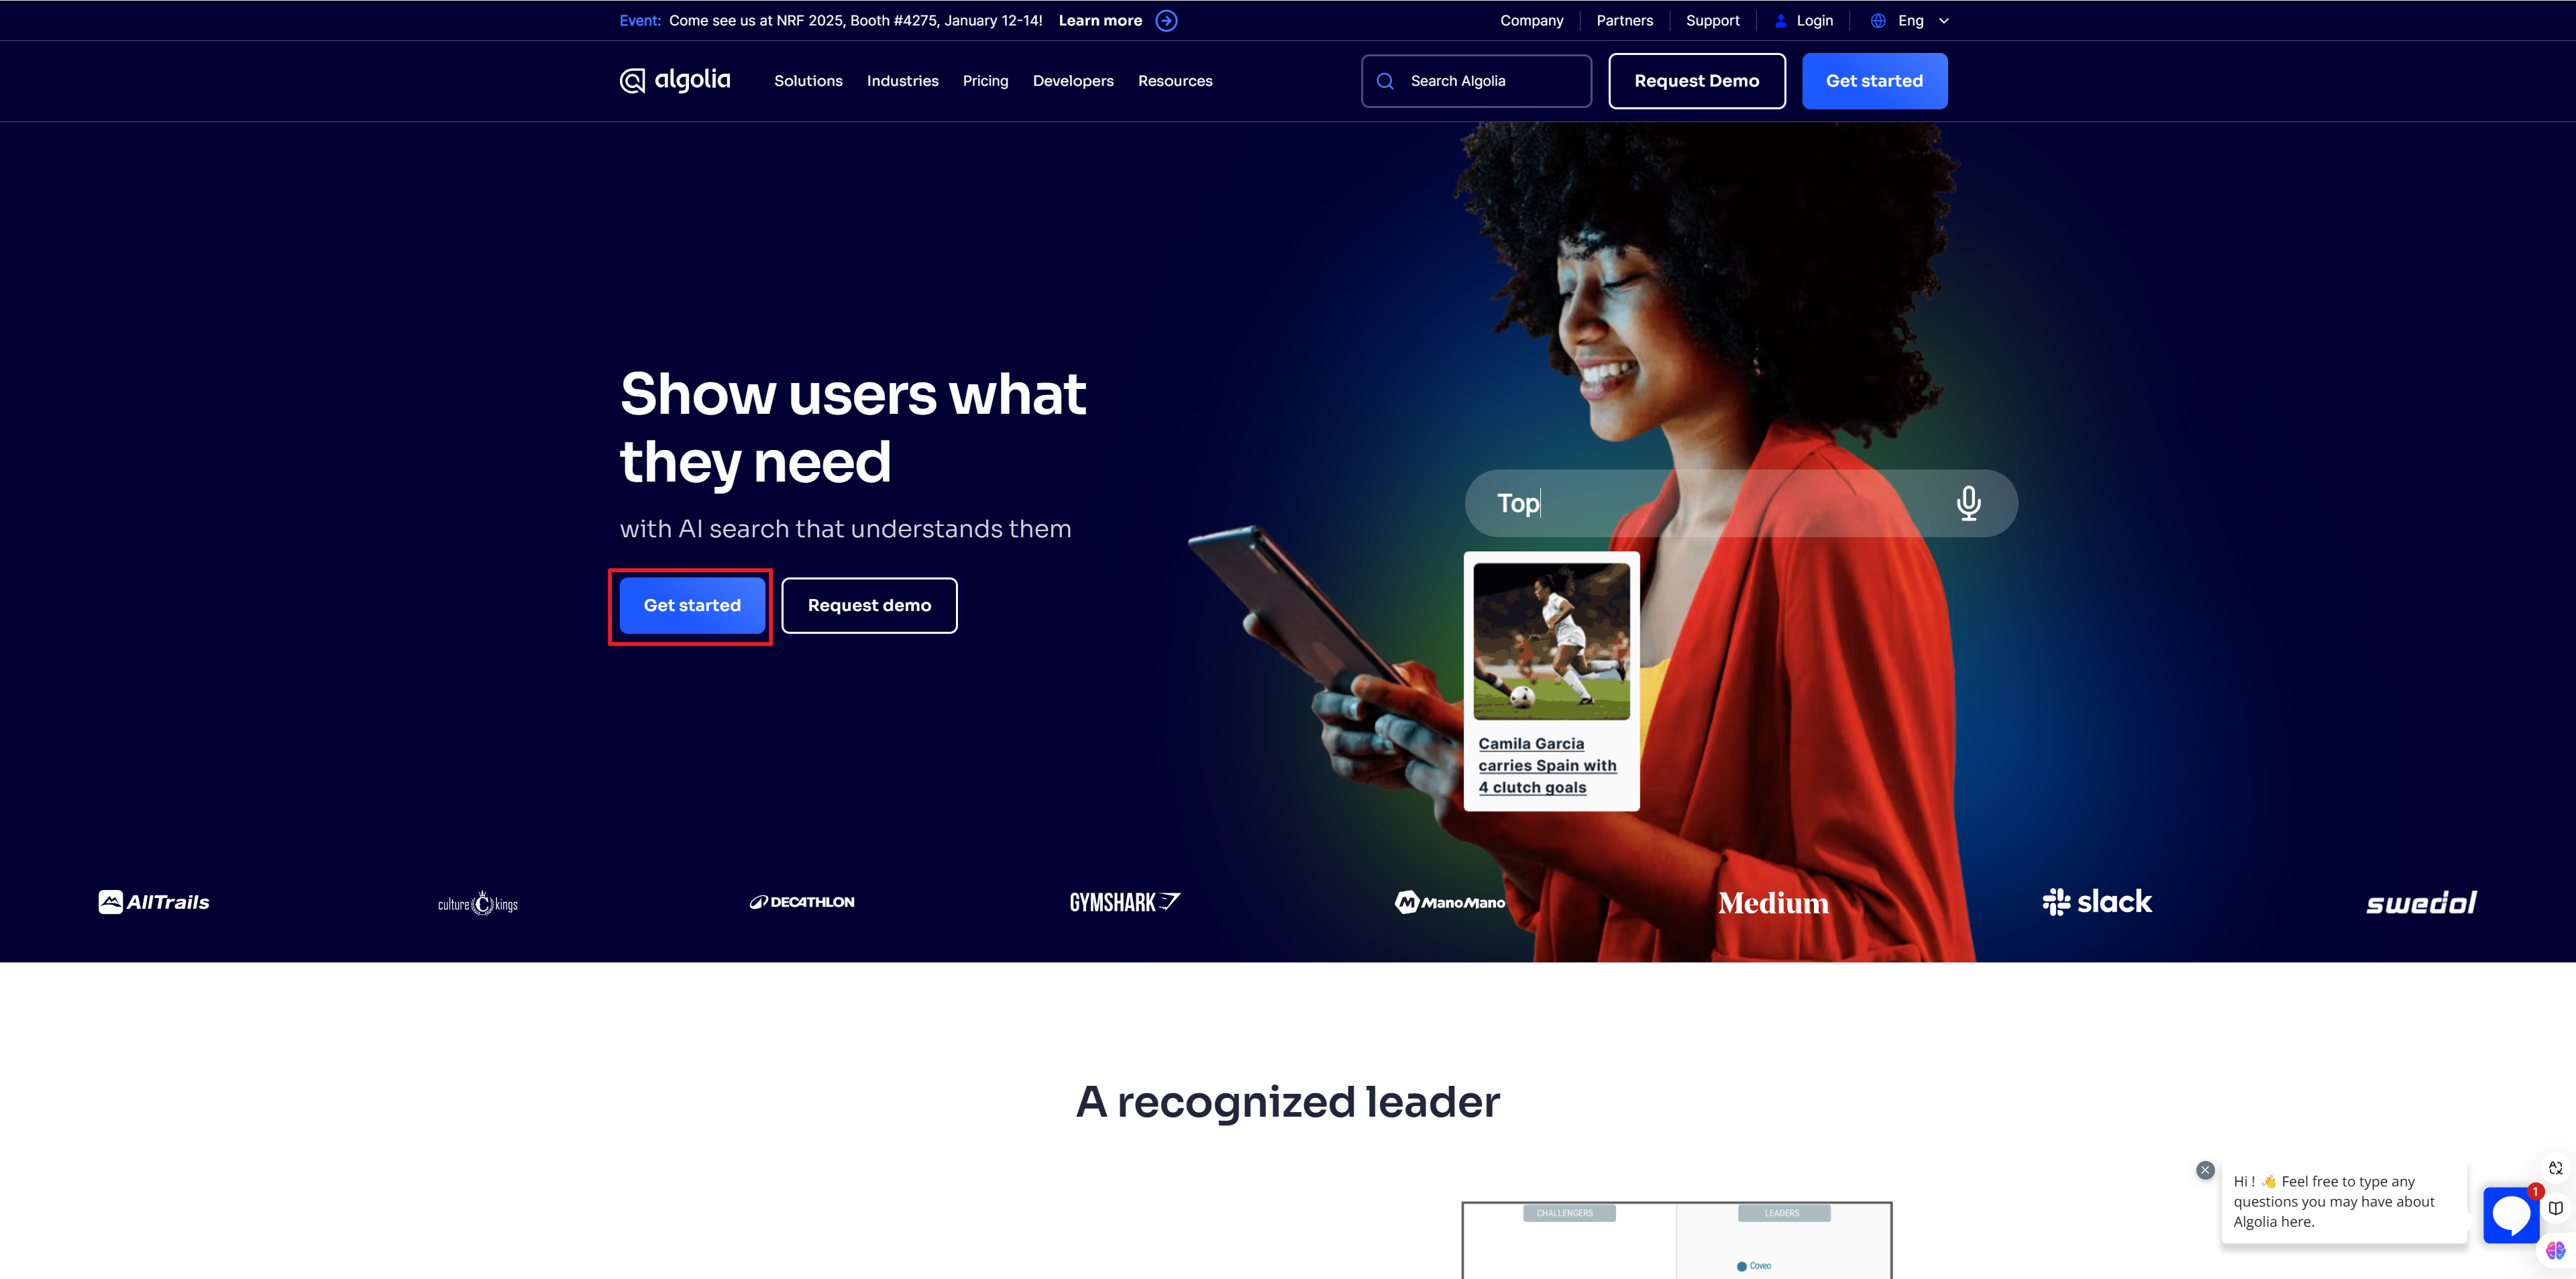 Event: Come see us at NRF 2025, Booth #4275, January 12-14! Learn more
Company Partners Support Login Eng
algolia Solutions Industries Pricing Developers Resources Search Algolia Request Demo Get started
Show users what
they need
with AI search that understands them
Get started Request demo
Top
Camila Garcia
carries Spain with
4 clutch goals
AllTrails culture C kings DECATHLON GYMSHARK ManoMano Medium slack swedol
A recognized leader
CHALLENGERS LEADERS
Coveo
Hi ! 👋 Feel free to type any
questions you may have about
Algolia here.
1